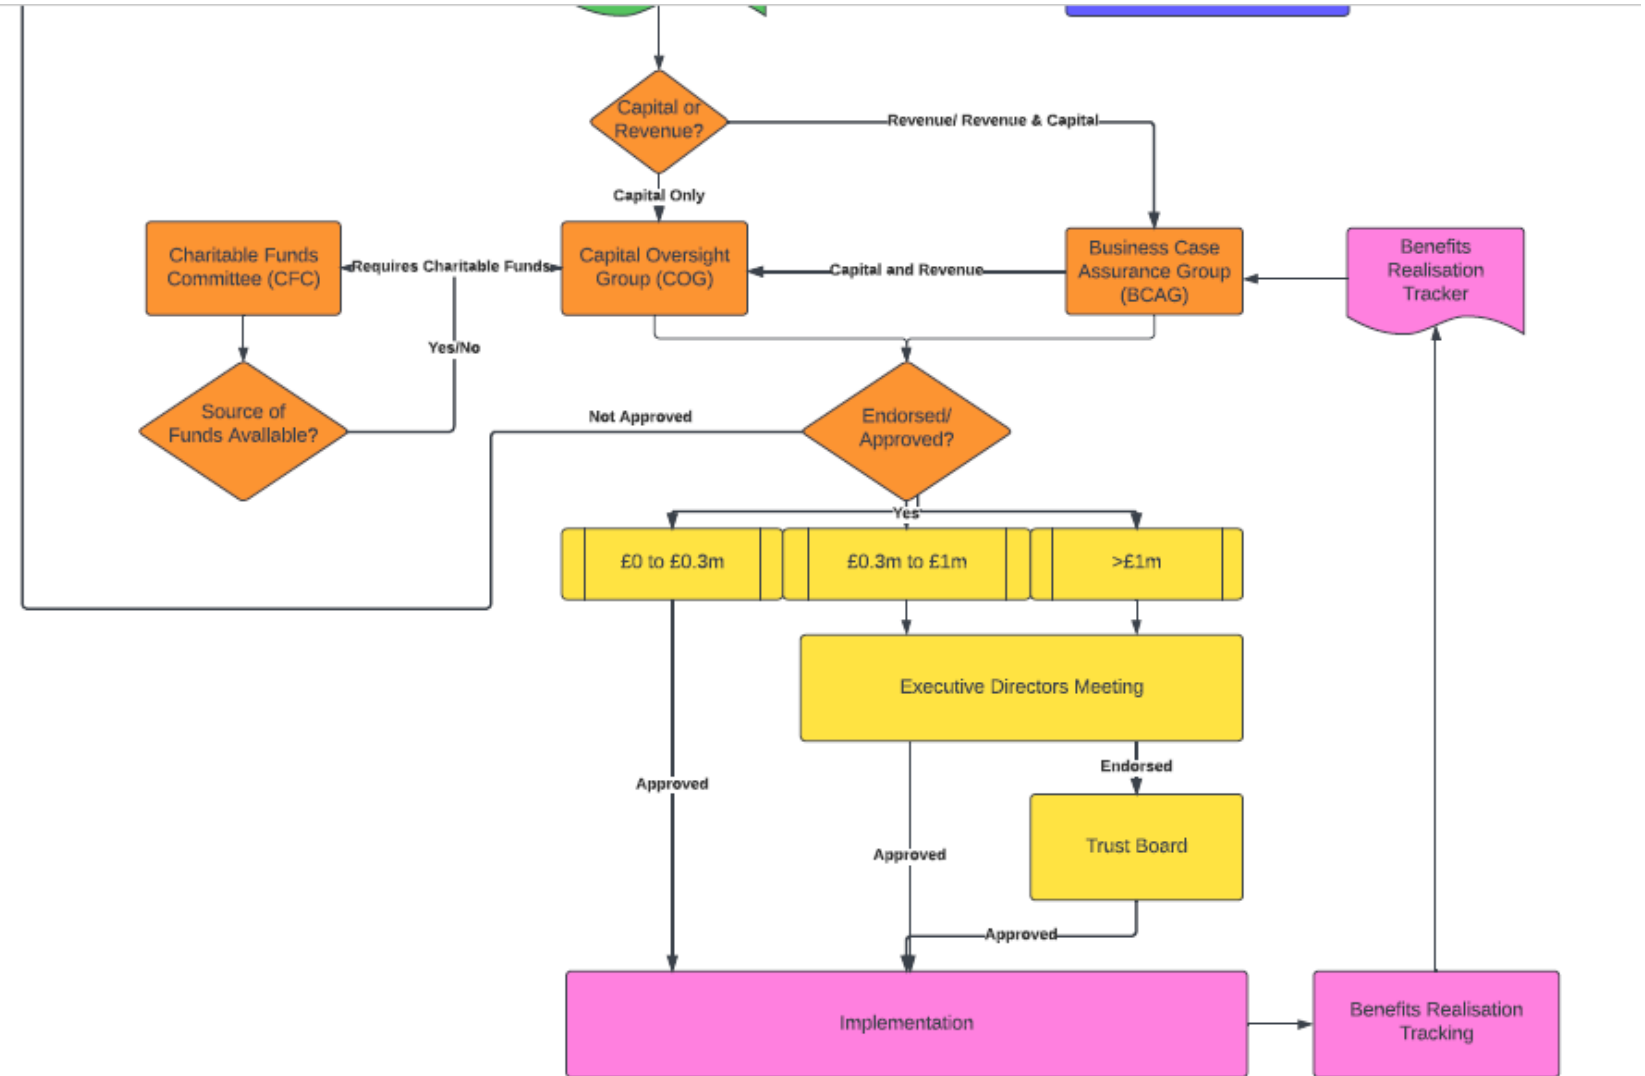 Capital or
Revenue?
Revenue/ Revenue & Capital
Capital Only
Charitable Funds
Committee (CFC)
Requires Charitable Funds
Capital Oversight
Group (COG)
Capital and Revenue
Business Case
Assurance Group
(BCAG)
Benefits
Realisation
Tracker
Yes/No
Source of
Funds Available?
Not Approved
Endorsed/
Approved?
Yes
£0 to £0.3m
£0.3m to £1m
>£1m
Executive Directors Meeting
Endorsed
Approved
Trust Board
Approved
Approved
Implementation
Benefits Realisation
Tracking